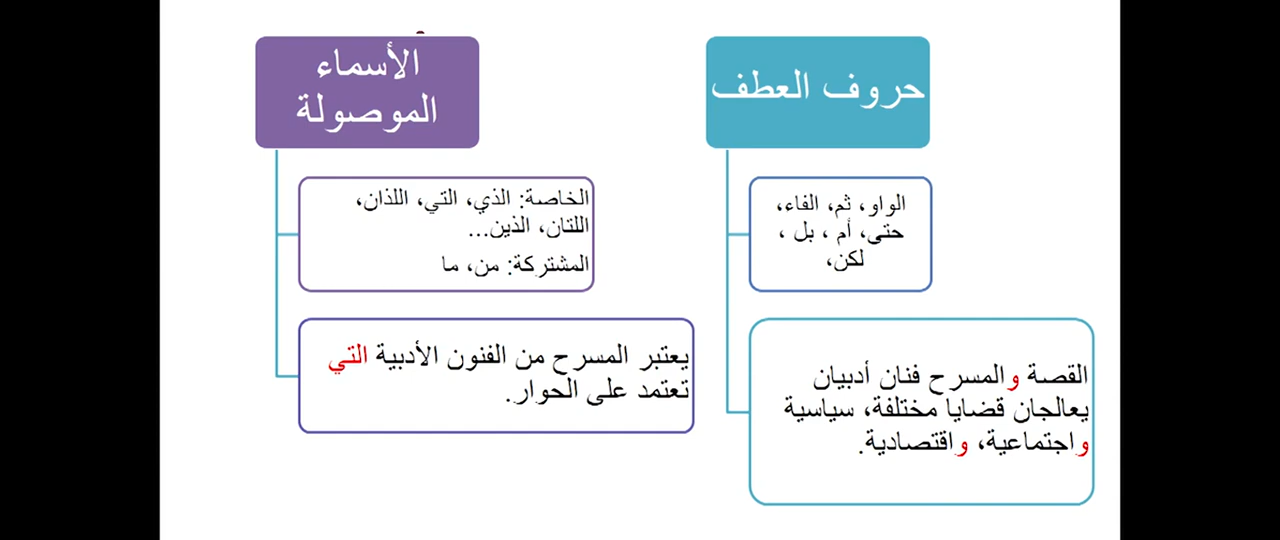 حروف العطف
الواو، ثم، الفاء،
حتى، أم ، بل ،
لكن،
القصة والمسرح فنان أدبيان
يعالجان قضايا مختلفة، سياسية
واجتماعية، واقتصادية.
الأسماء
الموصولة
الخاصة: الذي، التي، اللذان،
اللتان، الذين...
المشتركة: من، ما
يعتبر المسرح من الفنون الأدبية التي
تعتمد على الحوار.